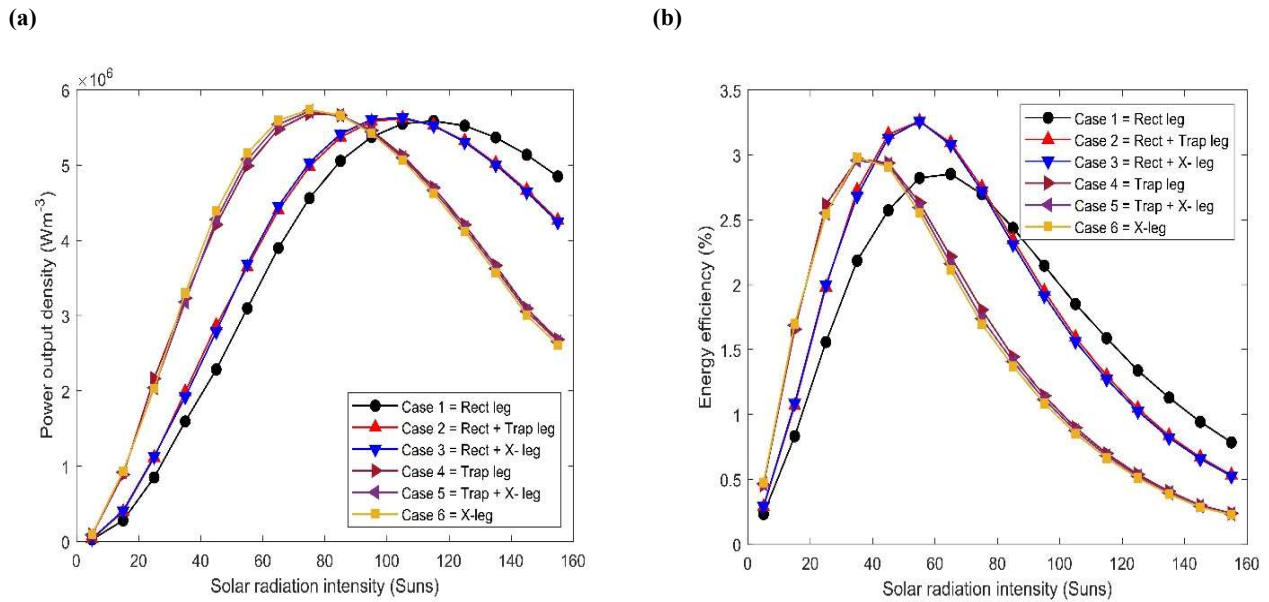 (a)
(b)
×10⁶
6
5
4
3
2
1
0
Power output density (Wm⁻³)
0 20 40 60 80 100 120 140 160
Solar radiation intensity (Suns)
Case 1 = Rect leg
Case 2 = Rect + Trap leg
Case 3 = Rect + X- leg
Case 4 = Trap leg
Case 5 = Trap + X- leg
Case 6 = X-leg
3.5
3
2.5
2
1.5
1
0.5
0
Energy efficiency (%)
0 20 40 60 80 100 120 140 160
Solar radiation intensity (Suns)
Case 1 = Rect leg
Case 2 = Rect + Trap leg
Case 3 = Rect + X- leg
Case 4 = Trap leg
Case 5 = Trap + X- leg
Case 6 = X-leg